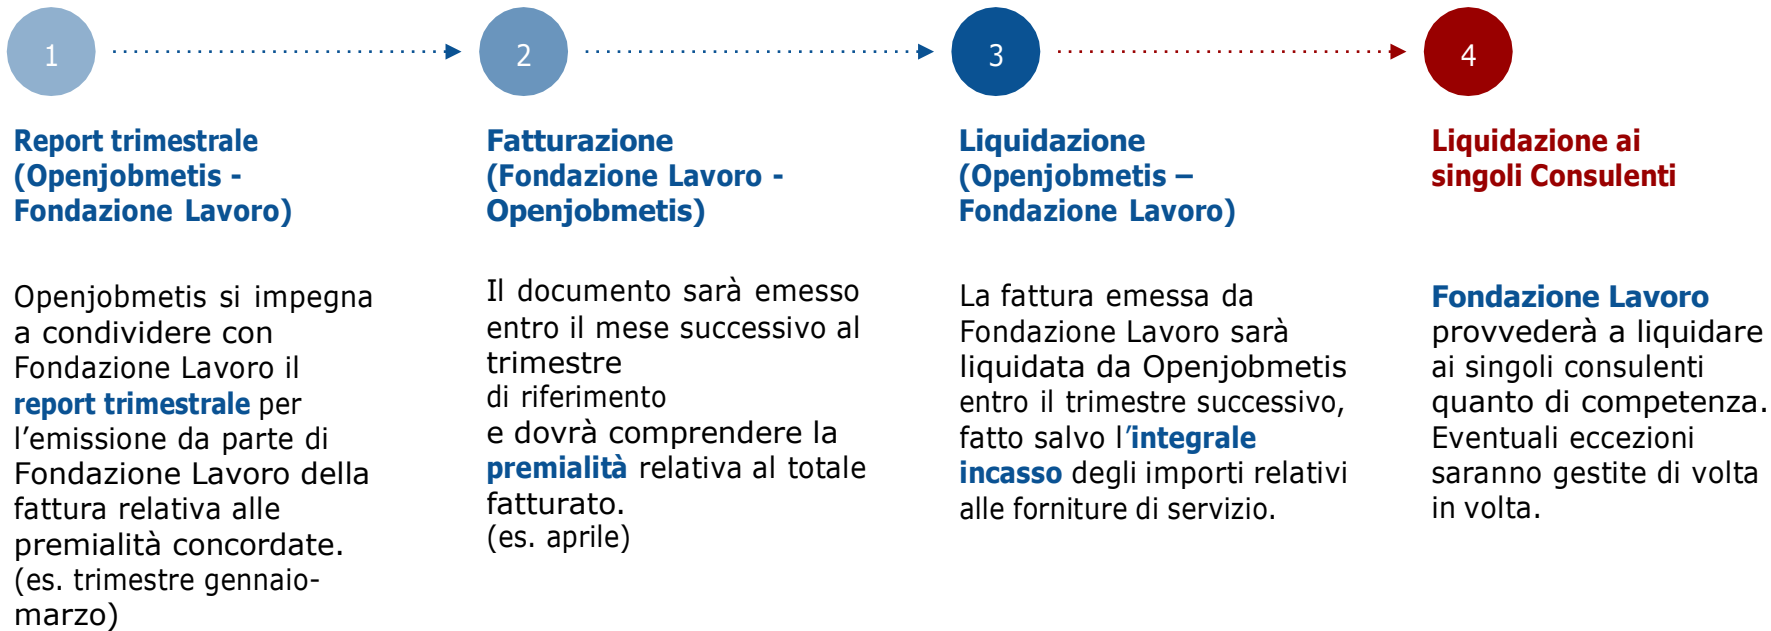 1
2
3
4
Report trimestrale
(Openjobmetis -
Fondazione Lavoro)
Openjobmetis si impegna
a condividere con
Fondazione Lavoro il
report trimestrale per
l’emissione da parte di
Fondazione Lavoro della
fattura relativa alle
premialità concordate.
(es. trimestre gennaio-
marzo)
Fatturazione
(Fondazione Lavoro -
Openjobmetis)
Il documento sarà emesso
entro il mese successivo al
trimestre
di riferimento
e dovrà comprendere la
premialità relativa al totale
fatturato.
(es. aprile)
Liquidazione
(Openjobmetis –
Fondazione Lavoro)
La fattura emessa da
Fondazione Lavoro sarà
liquidata da Openjobmetis
entro il trimestre successivo,
fatto salvo l’integrale
incasso degli importi relativi
alle forniture di servizio.
Liquidazione ai
singoli Consulenti
Fondazione Lavoro
provvederà a liquidare
ai singoli consulenti
quanto di competenza.
Eventuali eccezioni
saranno gestite di volta
in volta.